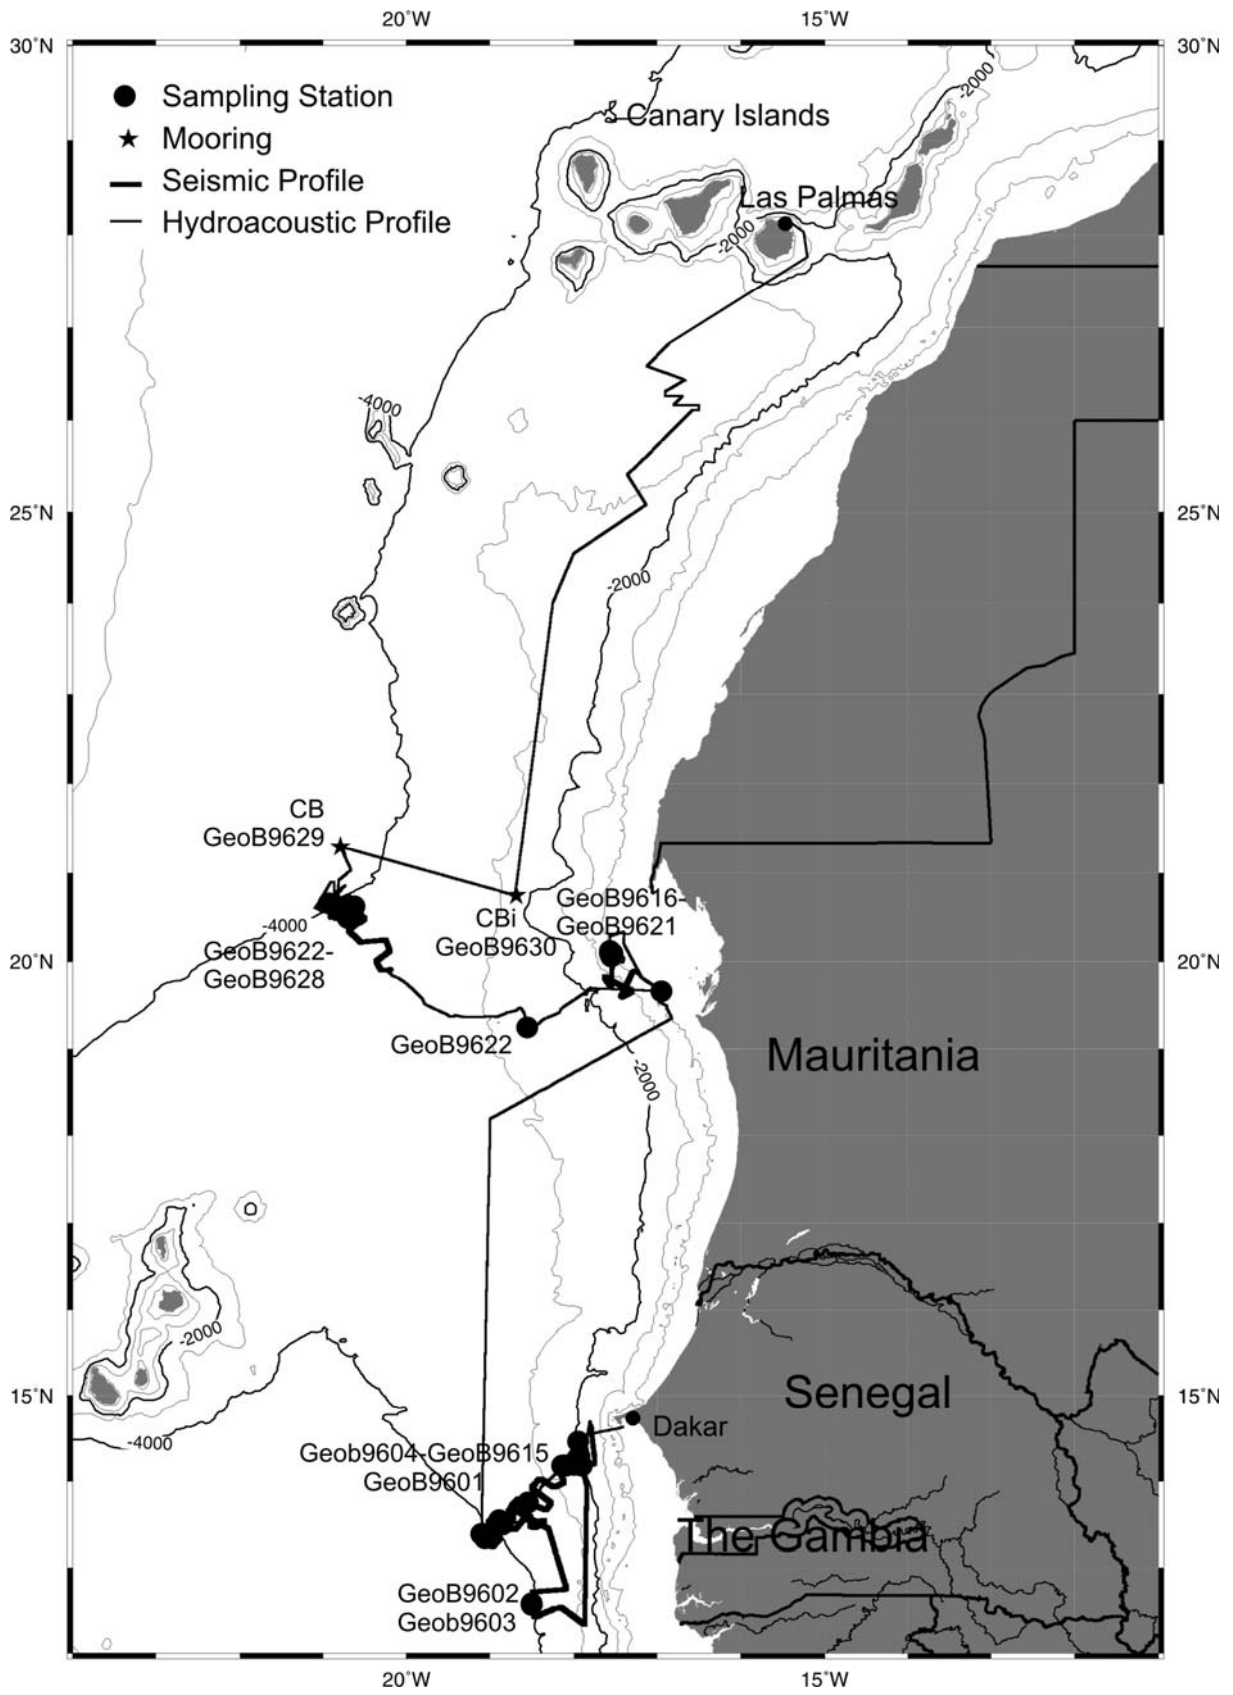 20°W
15°W
30°N
30°N
Sampling Station
Mooring
Seismic Profile
Hydroacoustic Profile
-2000
Canary Islands
Las Palmas
-2000
-4000
25°N
25°N
-2000
CB
GeoB9629
GeoB9616-
GeoB9621
CBi
GeoB9630
-4000
GeoB9622-
GeoB9628
20°N
20°N
GeoB9622
Mauritania
-2000
-2000
15°N
15°N
Senegal
Dakar
-4000
Geob9604-GeoB9615
GeoB9601
The Gambia
GeoB9602
Geob9603
20°W
15°W